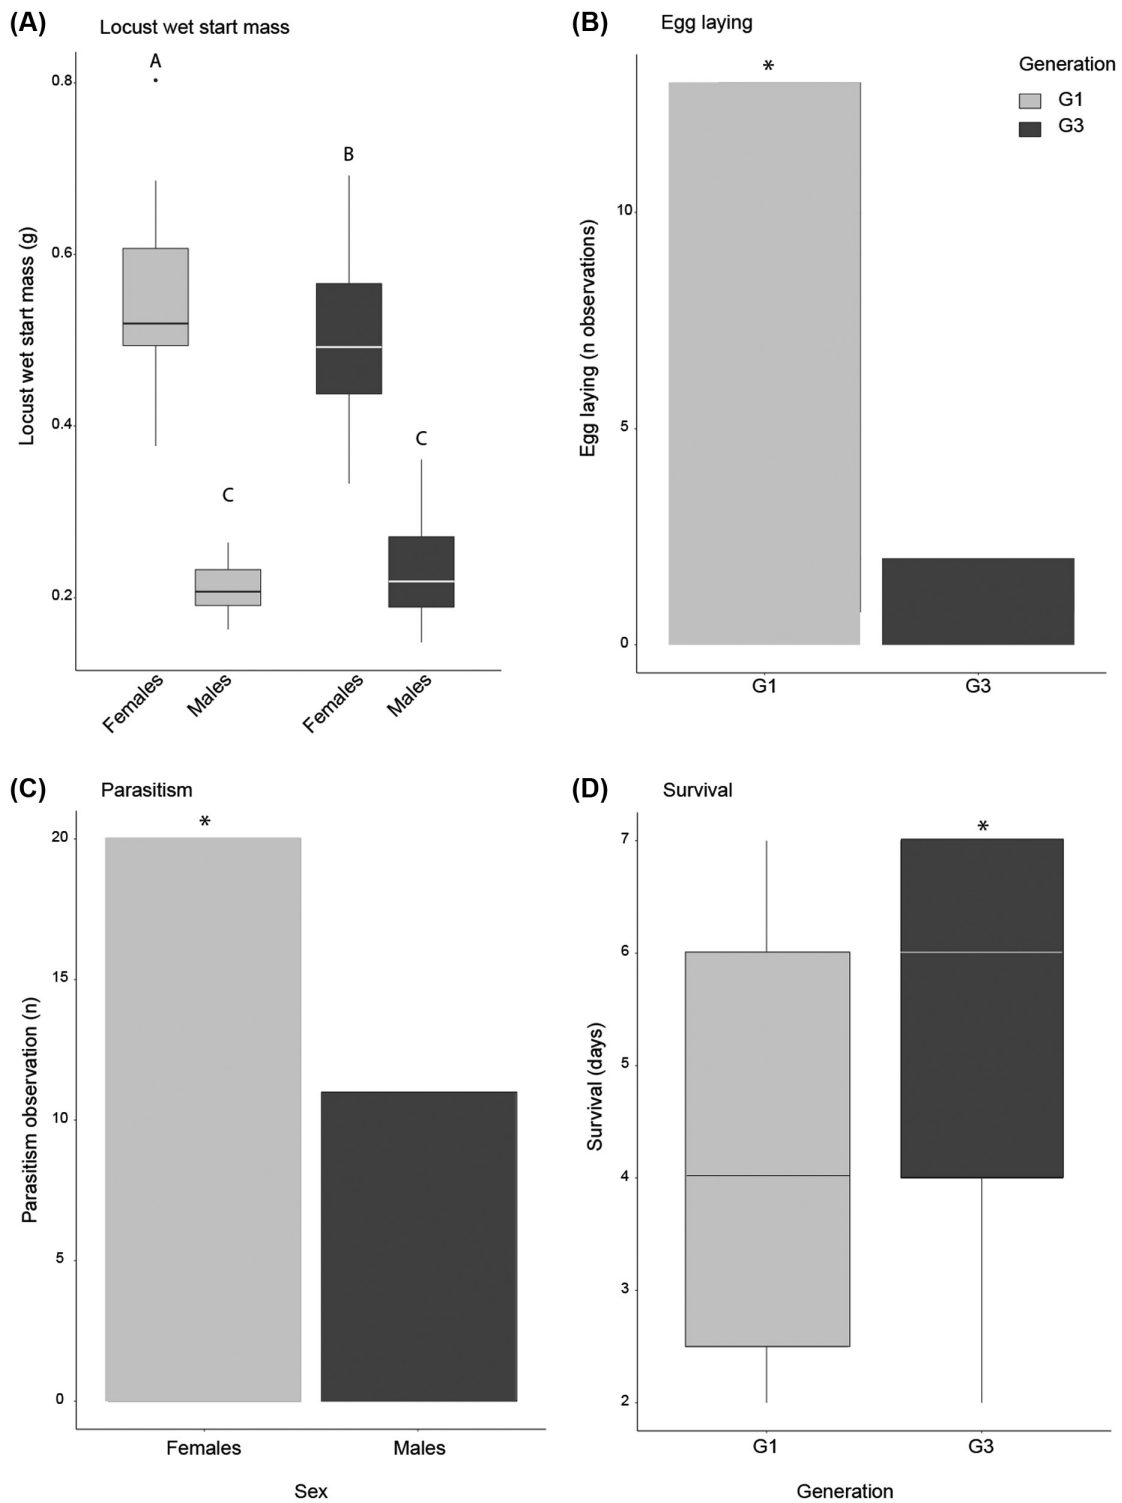 (A) Locust wet start mass
Locust wet start mass (g)
0.8
0.6
0.4
0.2
A
C
B
C
Females
Males
Females
Males
(B) Egg laying
Egg laying (n observations)
10
5
0
*
G1
G3
Generation
G1
G3
(C) Parasitism
Parasitism observation (n)
20
15
10
5
0
*
Females
Males
Sex
(D) Survival
Survival (days)
7
6
5
4
3
2
*
G1
G3
Generation